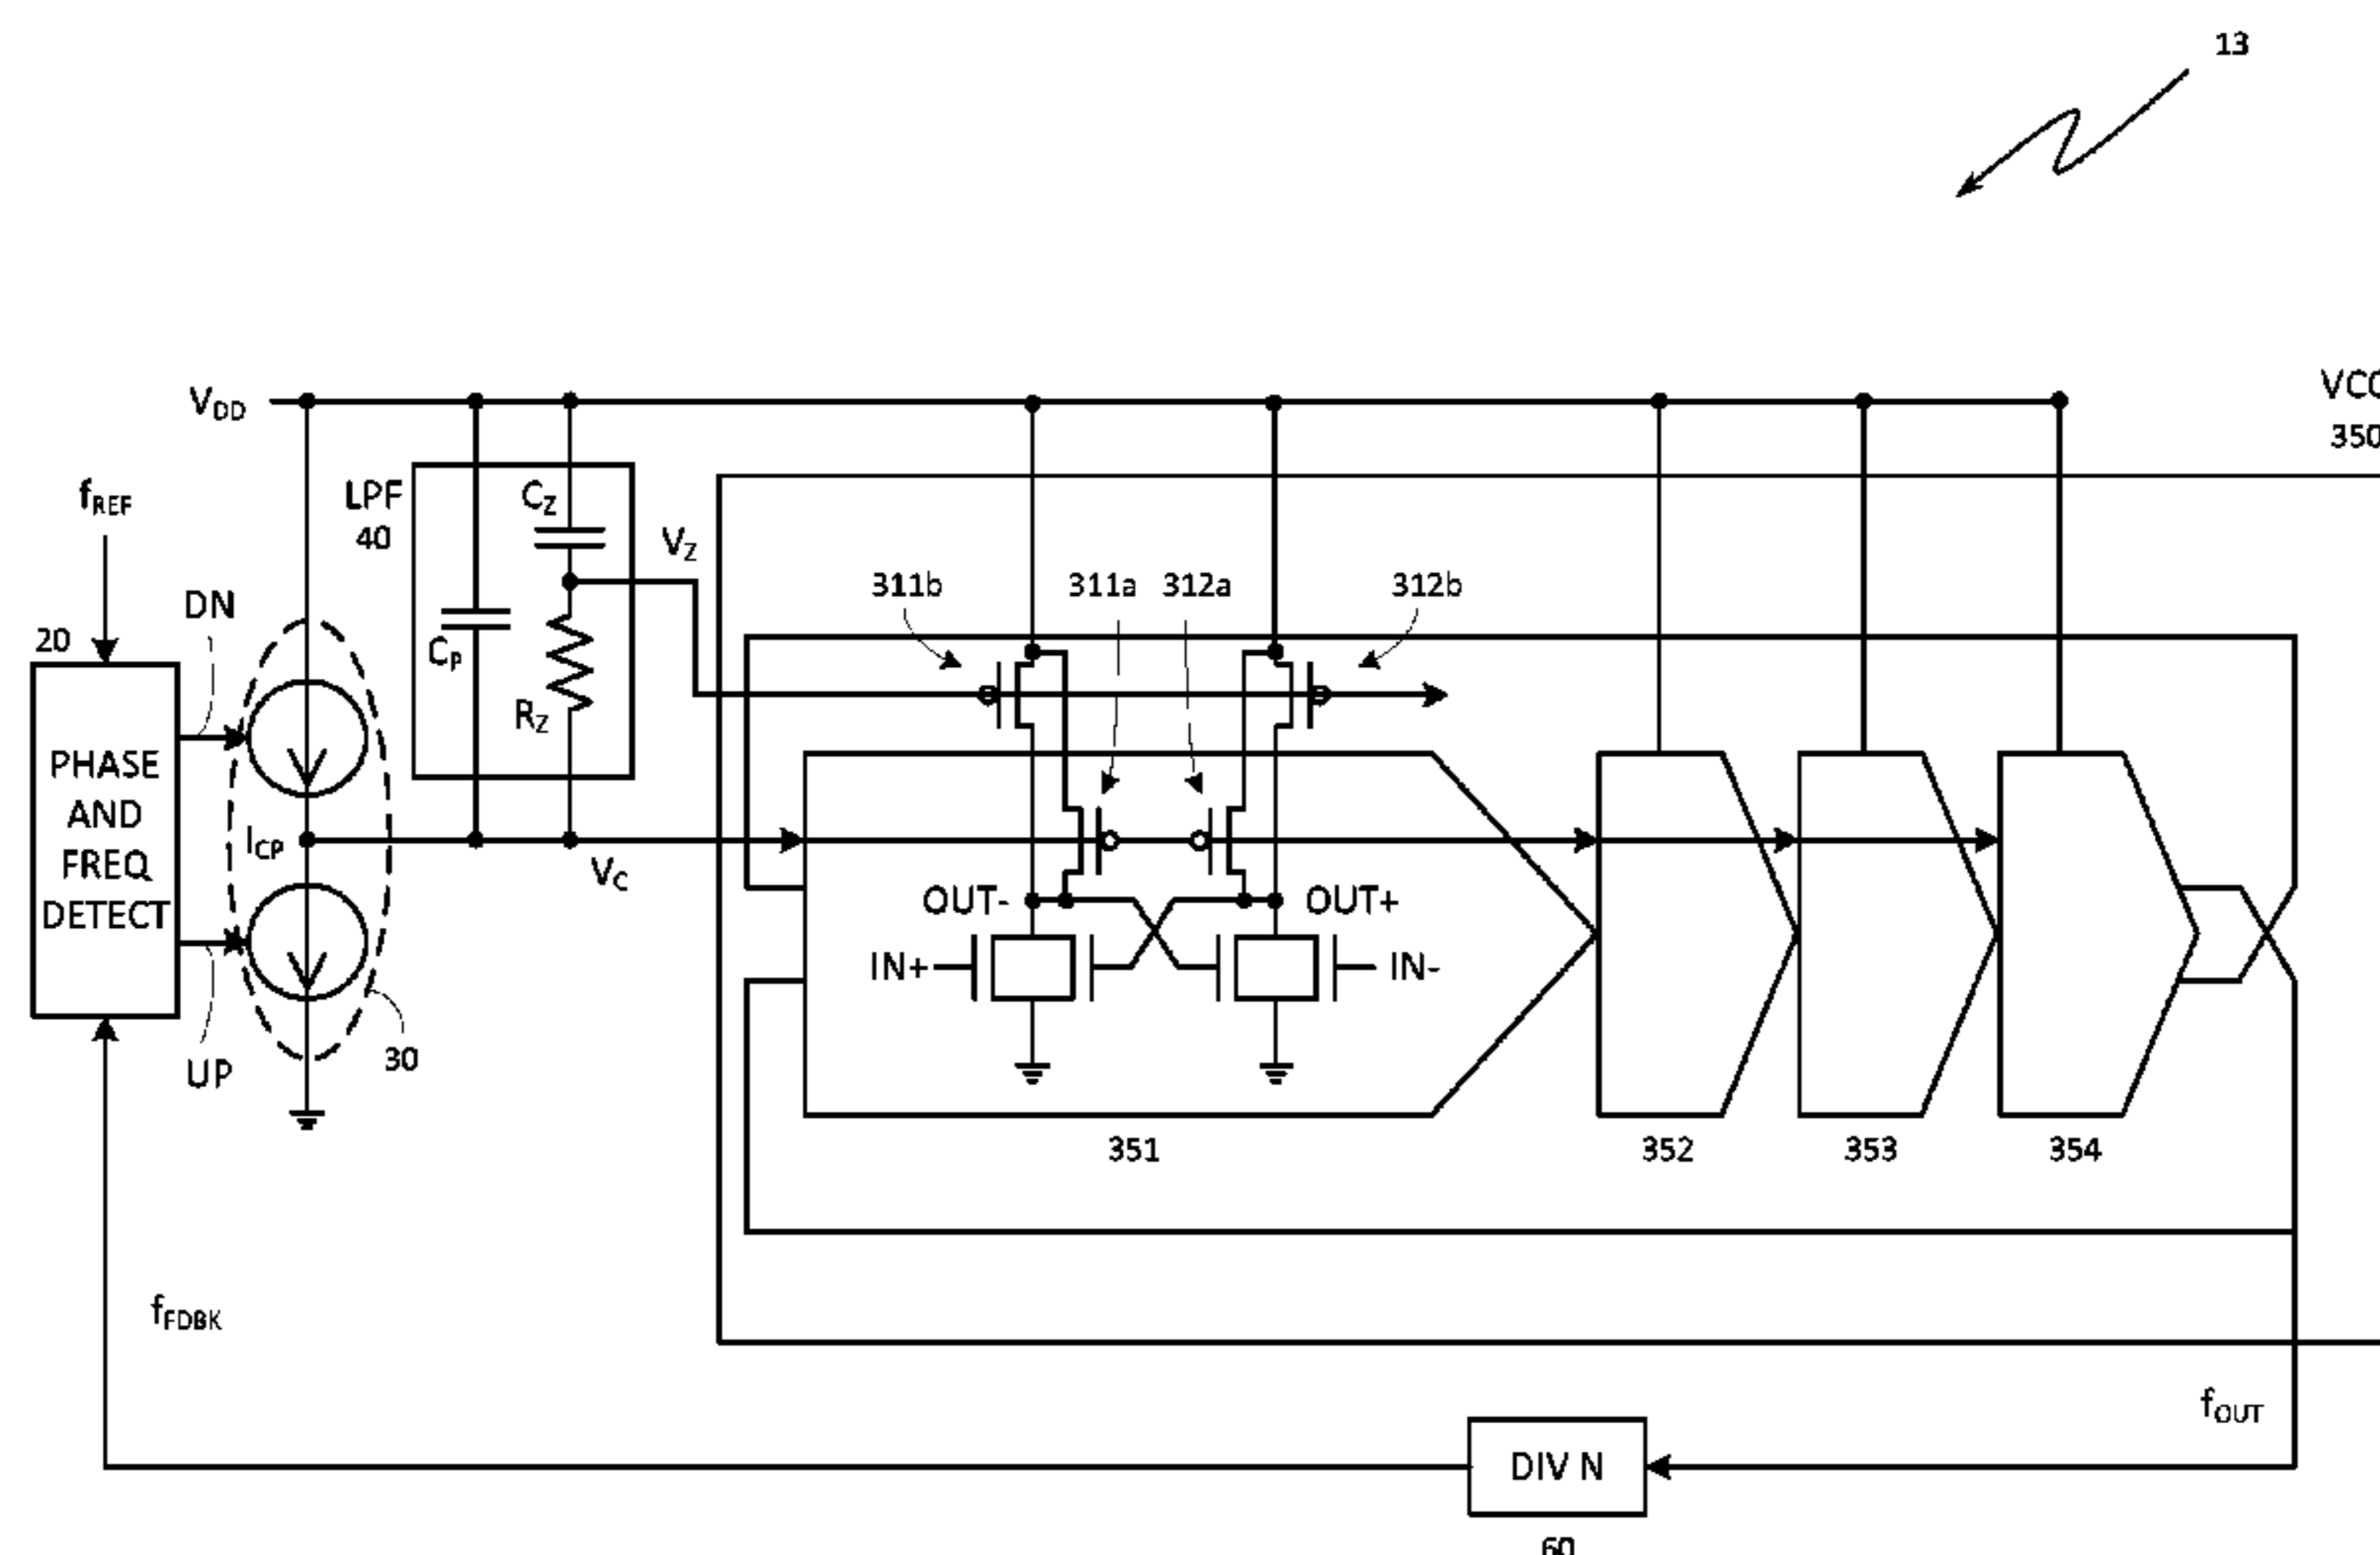 13
VCO
350
VDD
fREF
LPF
40
CZ
VZ
311b
311a
312a
312b
DN
20
CP
RZ
PHASE
AND
FREQ
DETECT
ICP
VC
OUT-
OUT+
IN+
IN-
UP
30
351
352
353
354
fFDBK
fOUT
DIV N
60